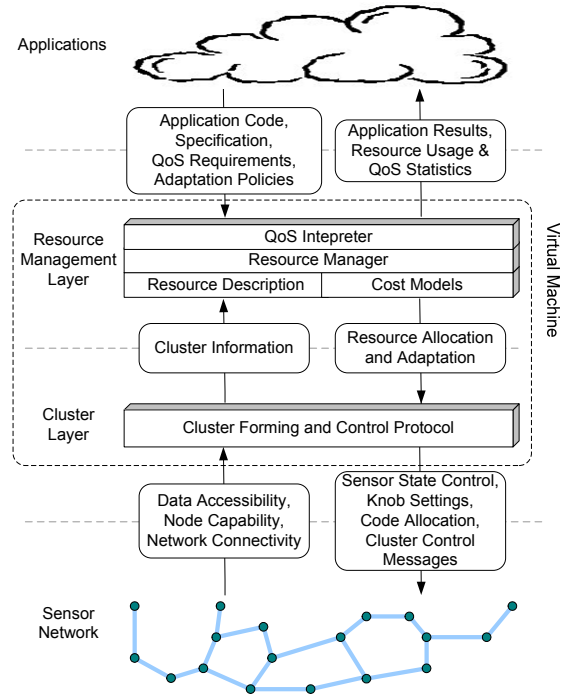 Applications
Application Code,
Specification,
QoS Requirements,
Adaptation Policies
Application Results,
Resource Usage &
QoS Statistics
Virtual Machine
Resource
Management
Layer
QoS Intepreter
Resource Manager
Resource Description
Cost Models
Cluster Information
Resource Allocation
and Adaptation
Cluster
Layer
Cluster Forming and Control Protocol
Data Accessibility,
Node Capability,
Network Connectivity
Sensor State Control,
Knob Settings,
Code Allocation,
Cluster Control
Messages
Sensor
Network